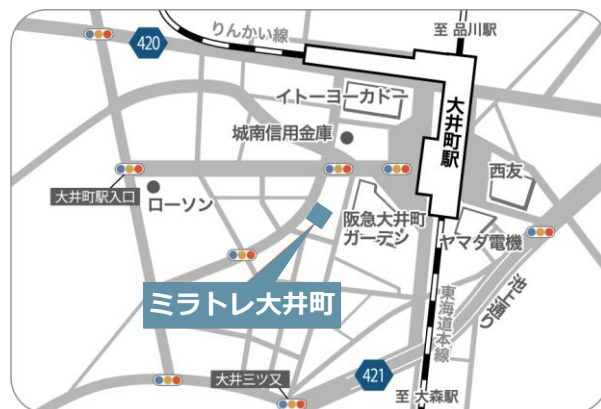 至 品川駅
りんかい線
420
イトーヨーカドー
大井町駅
城南信用金庫
西友
大井町駅入口
ローソン
阪急大井町
ガーデン
ヤマダ電機
ミラトレ大井町
東海道本線
池上通り
421
大井三ツ又
至 大森駅